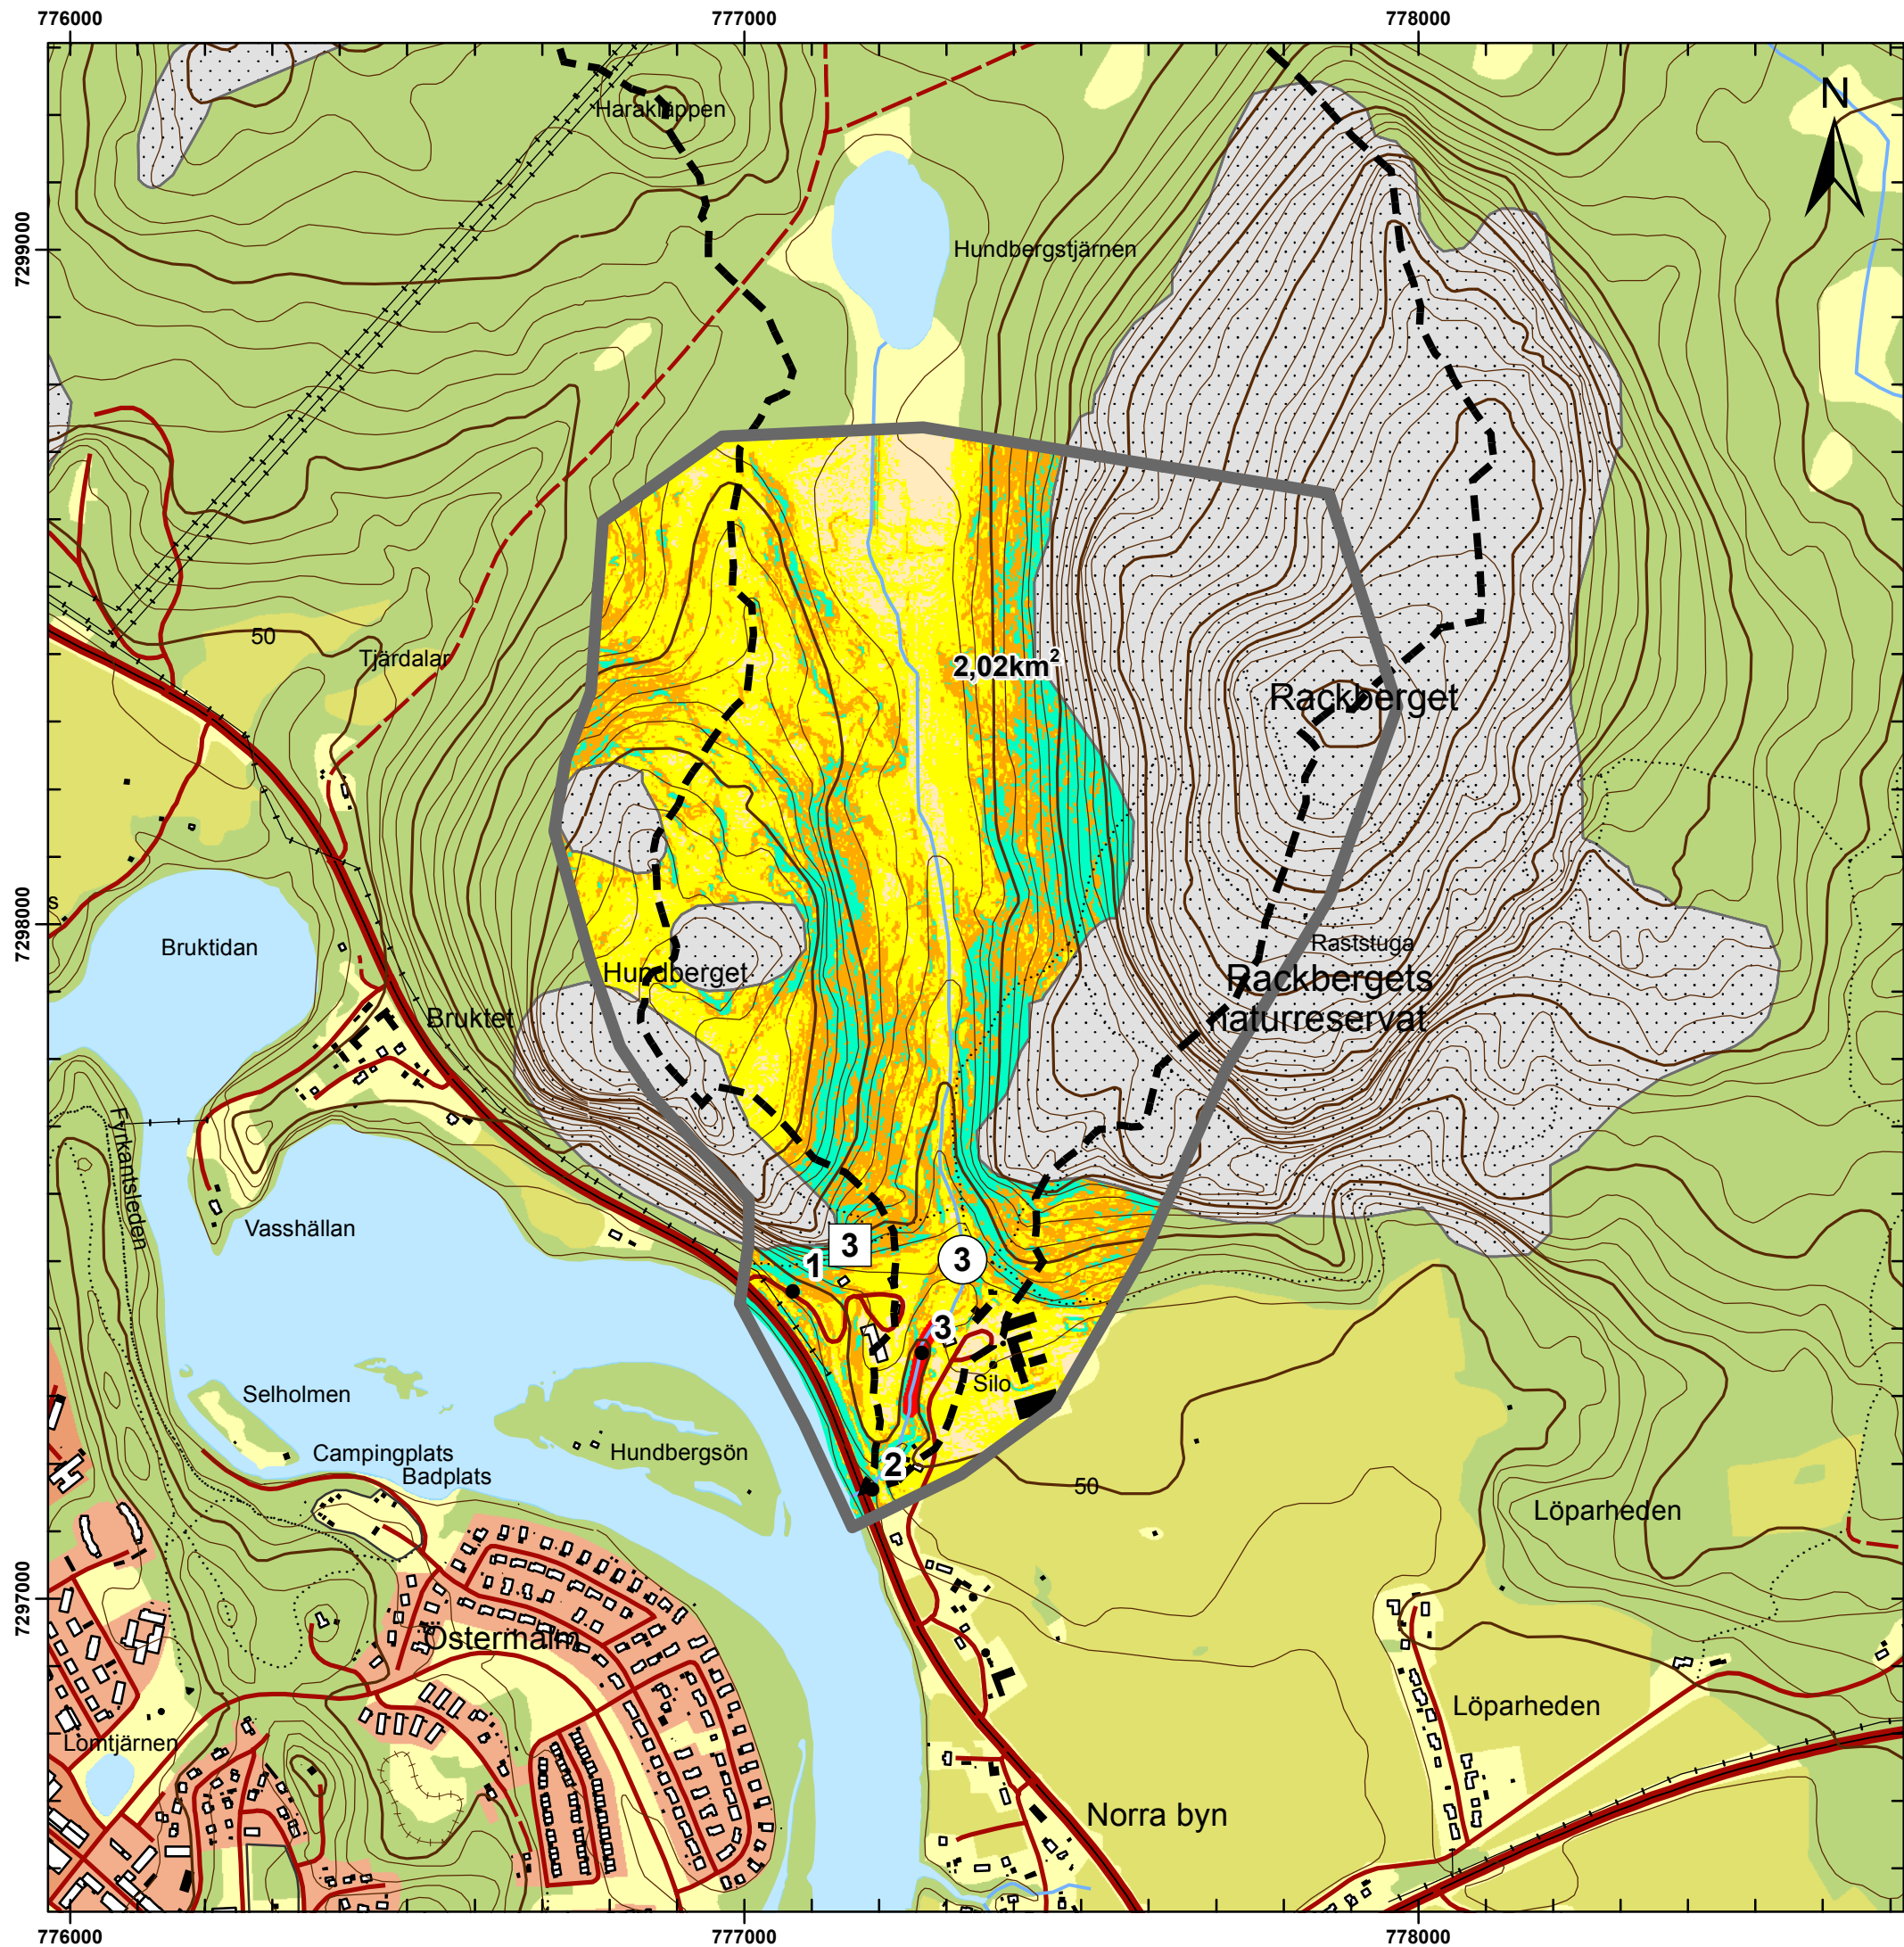 776000
777000
778000
N
Harakläppen
7299000
Hundbergstjärnen
50
Tjärdalar
2,02km²
Rackberget
s
7298000
Bruktidan
Raststuga
Hundberget
Rackbergets
naturreservat
Bruktet
Fyrkantsleden
Vasshällan
3
1
3
3
Silo
Selholmen
Campingplats
Hundbergsön
Badplats
2
50
Löparheden
7297000
Östermalm
Löparheden
Lomtjärnen
Norra byn
776000
777000
778000